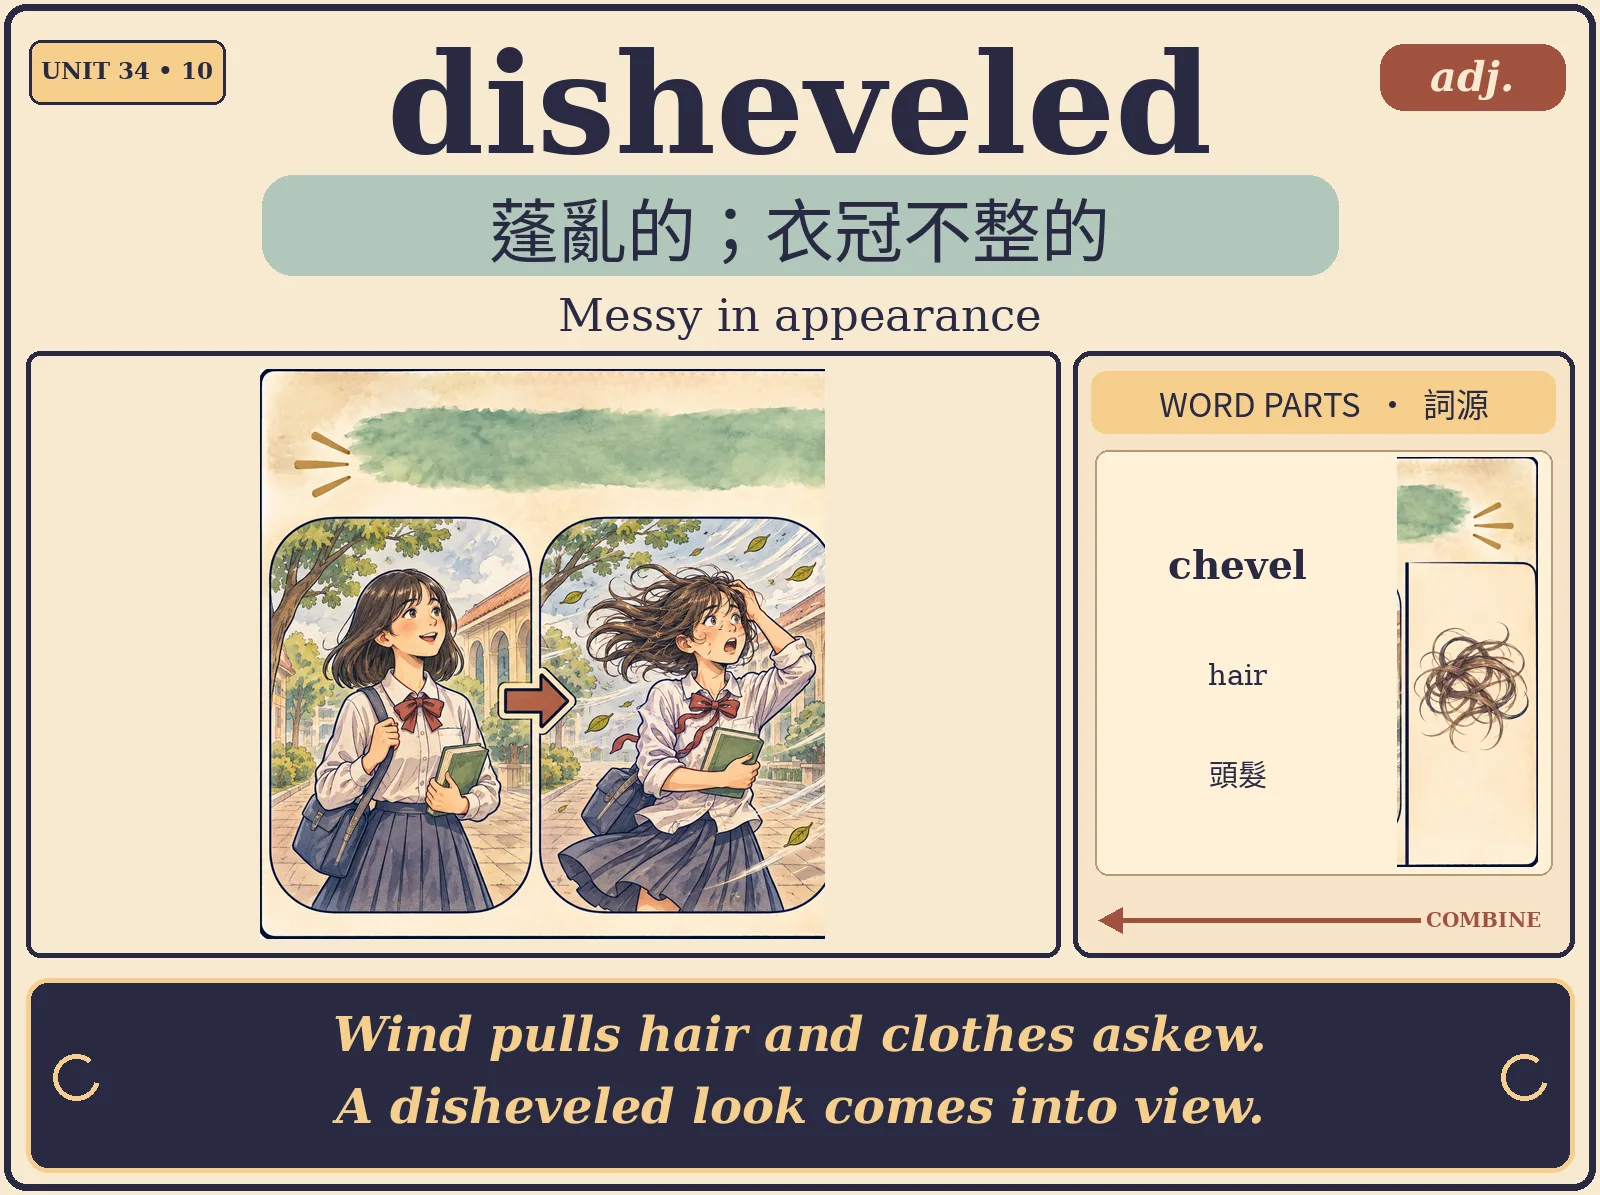 UNIT 34 • 10
disheveled
adj.
蓬亂的；衣冠不整的
Messy in appearance
WORD PARTS • 詞源
chevel
hair
頭髮
COMBINE
Wind pulls hair and clothes askew.
A disheveled look comes into view.